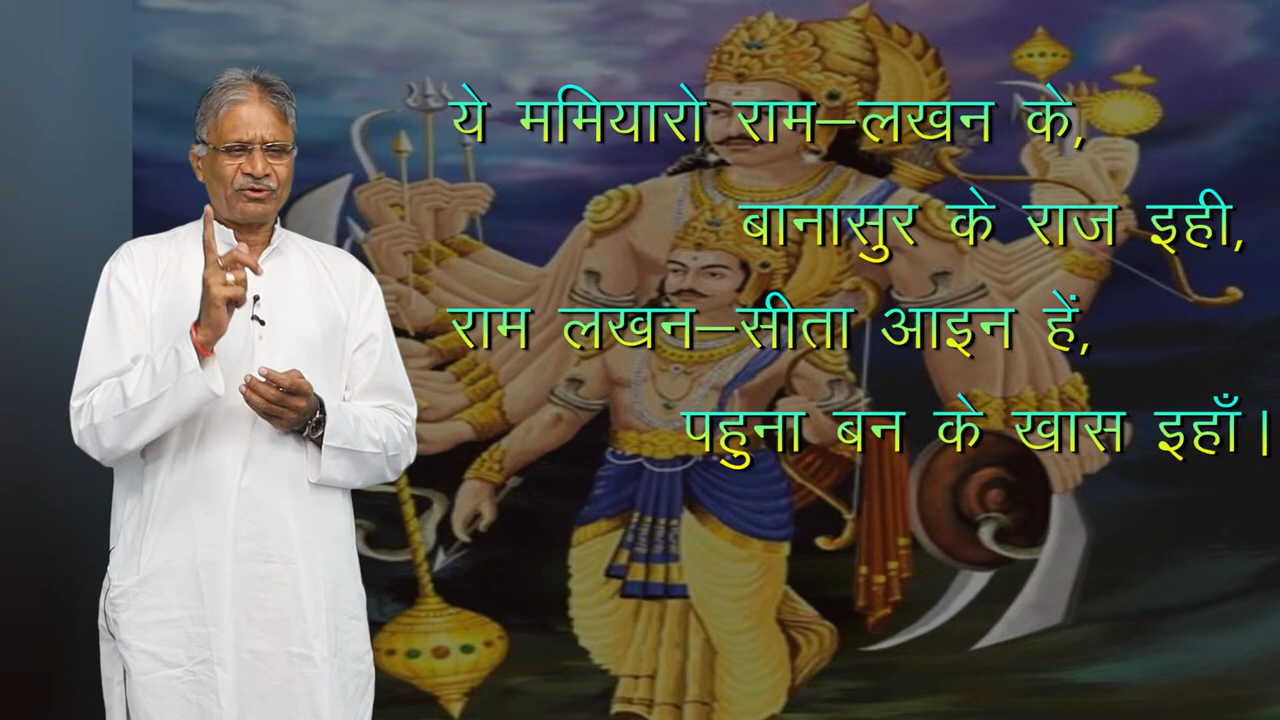 ये ममियारो राम–लखन के,
बानासुर के राज इही,
राम लखन–सीता आइन हें,
पहुना बन के खास इहाँ।